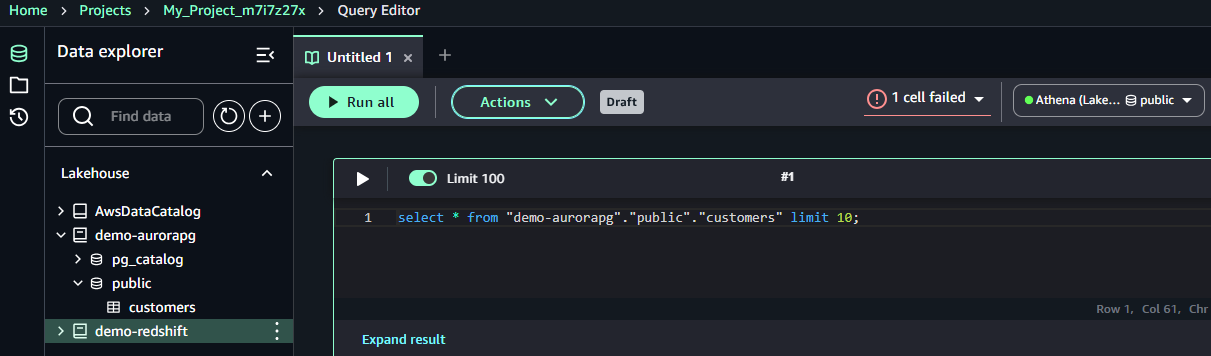 Home > Projects > My_Project_m7i7z27x > Query Editor
Data explorer
Untitled 1
Run all
Actions
Draft
1 cell failed
Athena (Lake... public
Find data
Lakehouse
AwsDataCatalog
demo-aurorapg
pg_catalog
public
customers
demo-redshift
Limit 100
#1
1 select * from "demo-aurorapg"."public"."customers" limit 10;
Row 1, Col 61, Chr
Expand result